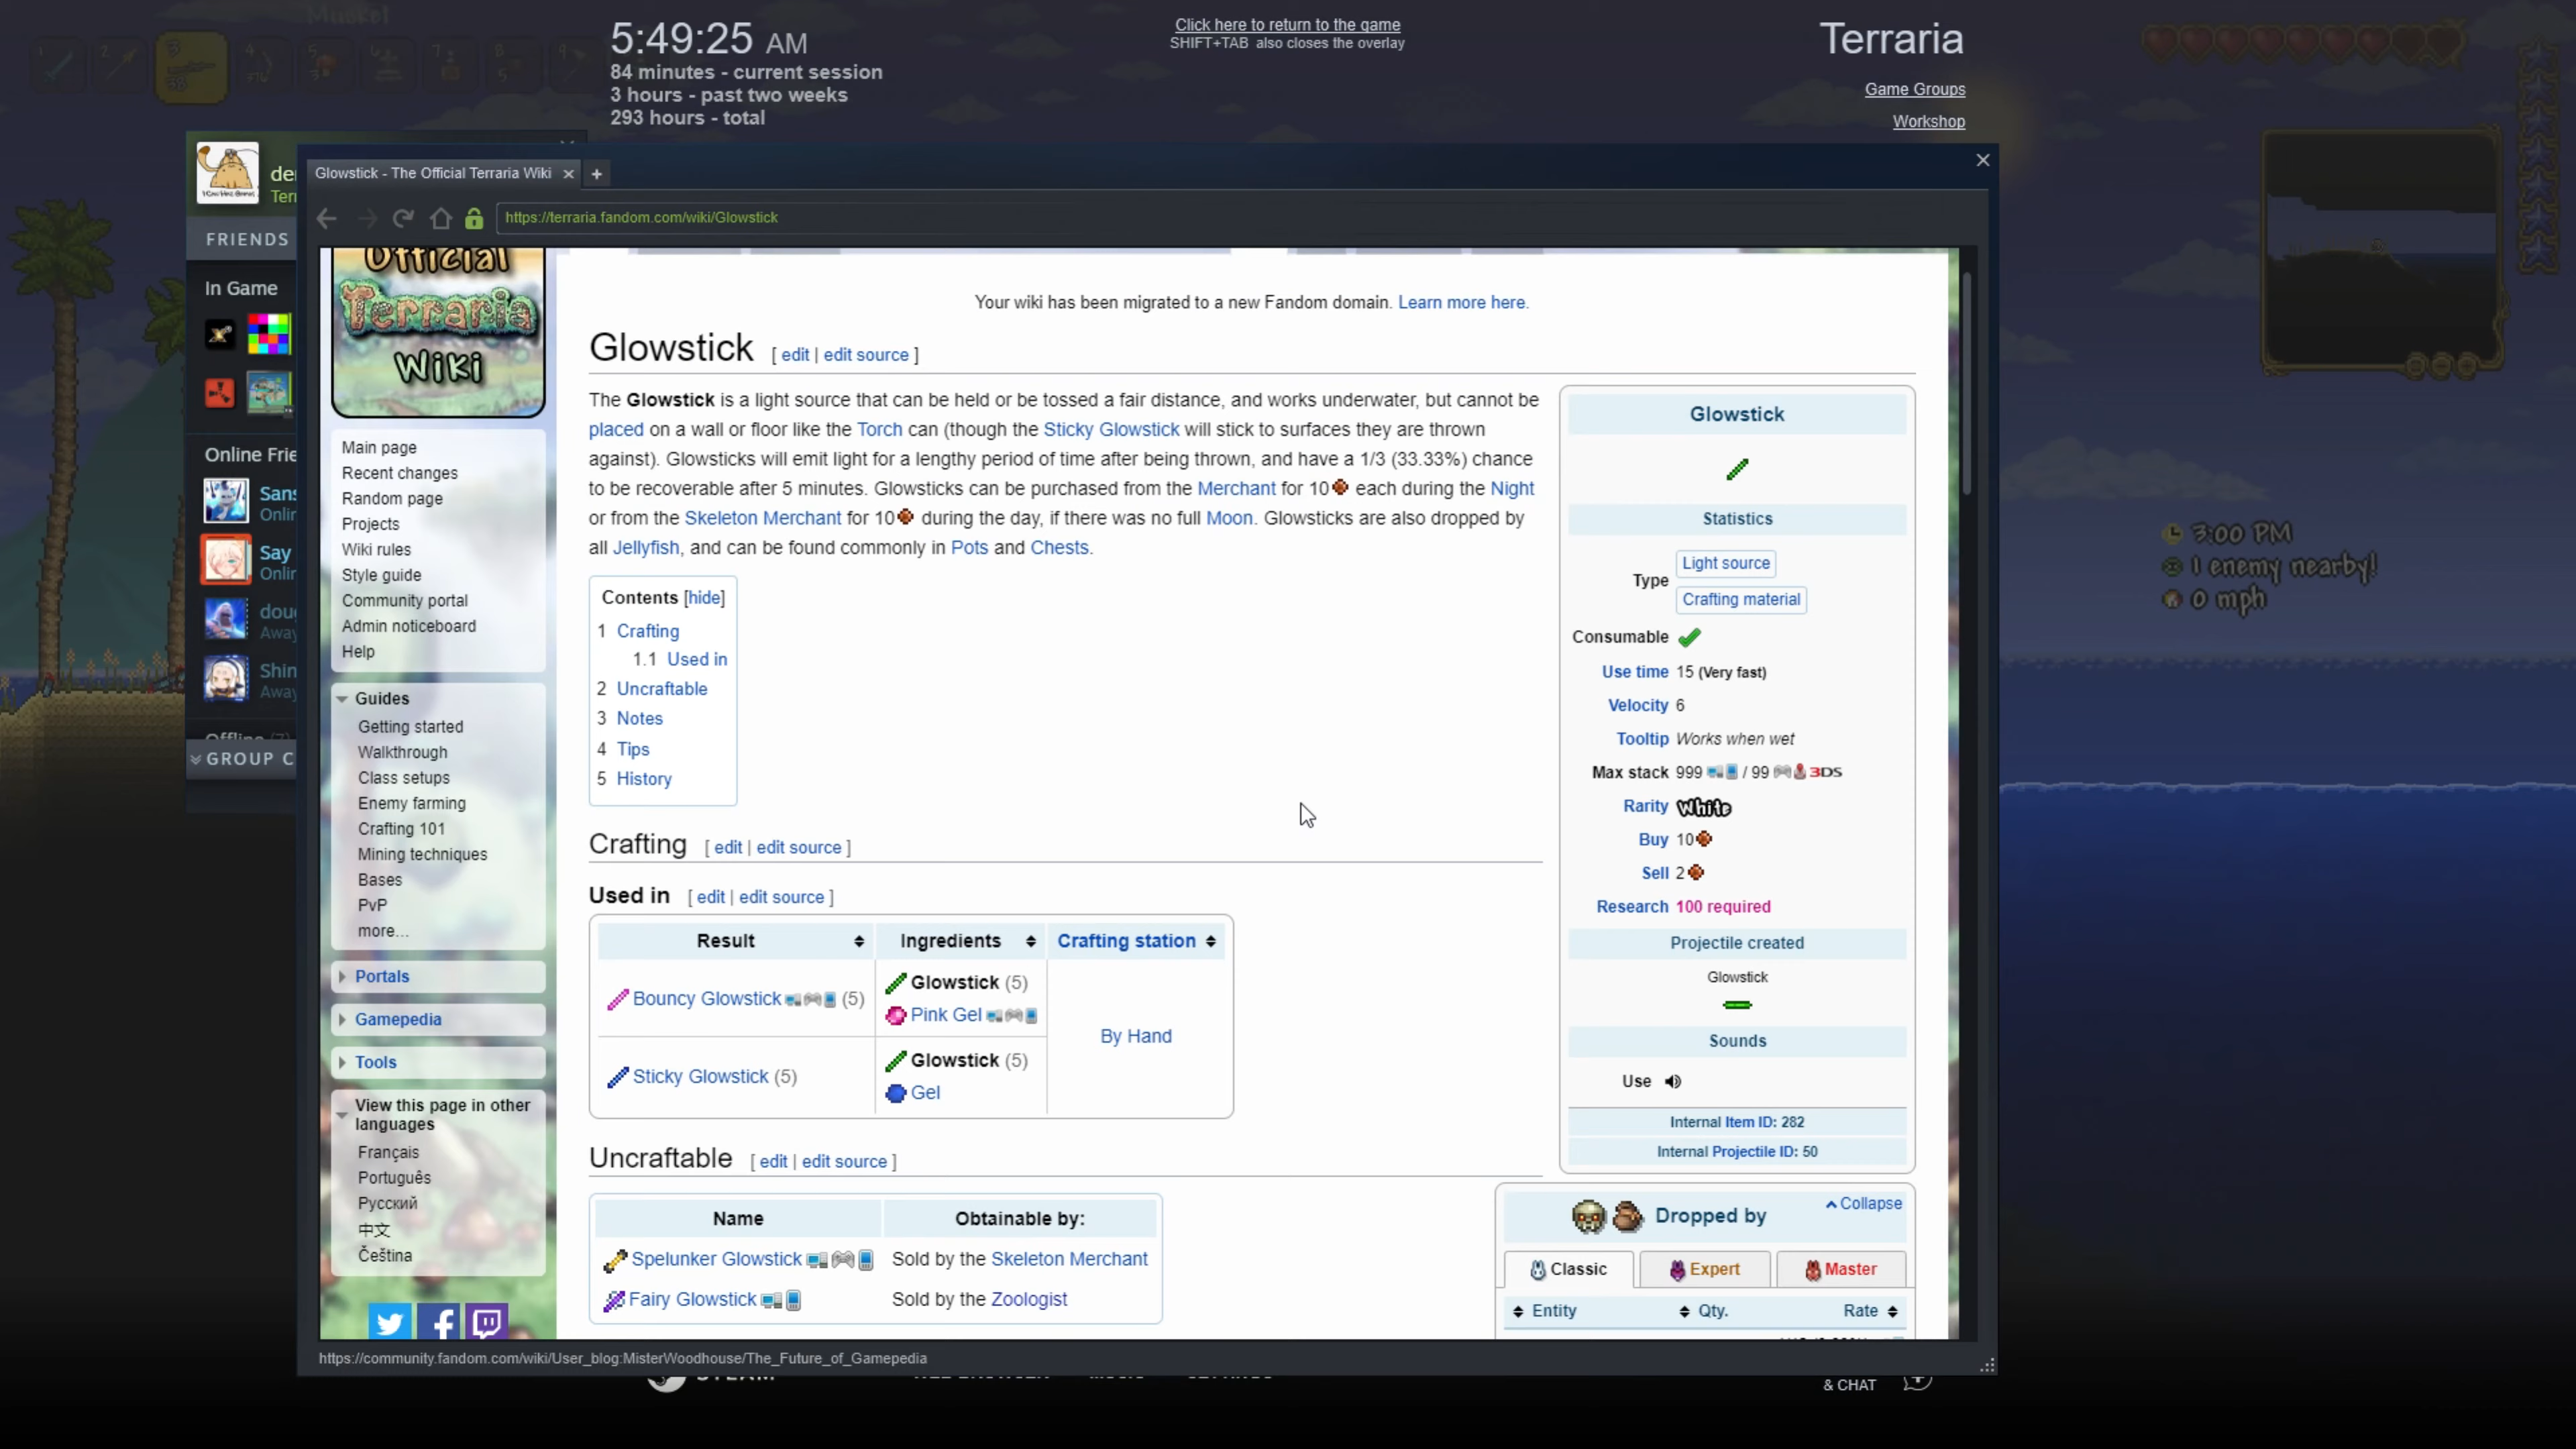 Muskel
5:49:25 AM
84 minutes - current session
3 hours - past two weeks
293 hours - total
Click here to return to the game
SHIFT+TAB also closes the overlay
Terraria
Game Groups
Workshop
FRIENDS
In Game
Online
Sans
Say
GROUP C
Glowstick - The Official Terraria Wiki
https://terraria.fandom.com/wiki/Glowstick
Official
Terraria
Wiki
Main page
Recent changes
Random page
Projects
Wiki rules
Style guide
Community portal
Admin noticeboard
Help
Guides
Getting started
Walkthrough
Class setups
Enemy farming
Crafting 101
Mining techniques
Bases
PvP
more...
Portals
Gamepedia
Tools
View this page in other
languages
Français
Português
Русский
中文
Čeština
Your wiki has been migrated to a new Fandom domain. Learn more here.
Glowstick [ edit | edit source ]
The Glowstick is a light source that can be held or be tossed a fair distance, and works underwater, but cannot be
placed on a wall or floor like the Torch can (though the Sticky Glowstick will stick to surfaces they are thrown
against). Glowsticks will emit light for a lengthy period of time after being thrown, and have a 1/3 (33.33%) chance
to be recoverable after 5 minutes. Glowsticks can be purchased from the Merchant for 10 each during the Night
or from the Skeleton Merchant for 10 during the day, if there was no full Moon. Glowsticks are also dropped by
all Jellyfish, and can be found commonly in Pots and Chests.
Contents [hide]
1 Crafting
1.1 Used in
2 Uncraftable
3 Notes
4 Tips
5 History
Crafting [ edit | edit source ]
Used in [ edit | edit source ]
Result Ingredients Crafting station
Bouncy Glowstick (5) Glowstick (5)
Pink Gel
By Hand
Sticky Glowstick (5) Glowstick (5)
Gel
Uncraftable [ edit | edit source ]
Name Obtainable by:
Spelunker Glowstick Sold by the Skeleton Merchant
Fairy Glowstick Sold by the Zoologist
Glowstick
Statistics
Type Light source
Crafting material
Consumable
Use time 15 (Very fast)
Velocity 6
Tooltip Works when wet
Max stack 999 / 99 3DS
Rarity White
Buy 10
Sell 2
Research 100 required
Projectile created
Glowstick
Sounds
Use
Internal Item ID: 282
Internal Projectile ID: 50
Dropped by
Collapse
Classic Expert Master
Entity Qty. Rate
https://community.fandom.com/wiki/User_blog:MisterWoodhouse/The_Future_of_Gamepedia
& CHAT
3:00 PM
1 enemy nearby!
0 mph